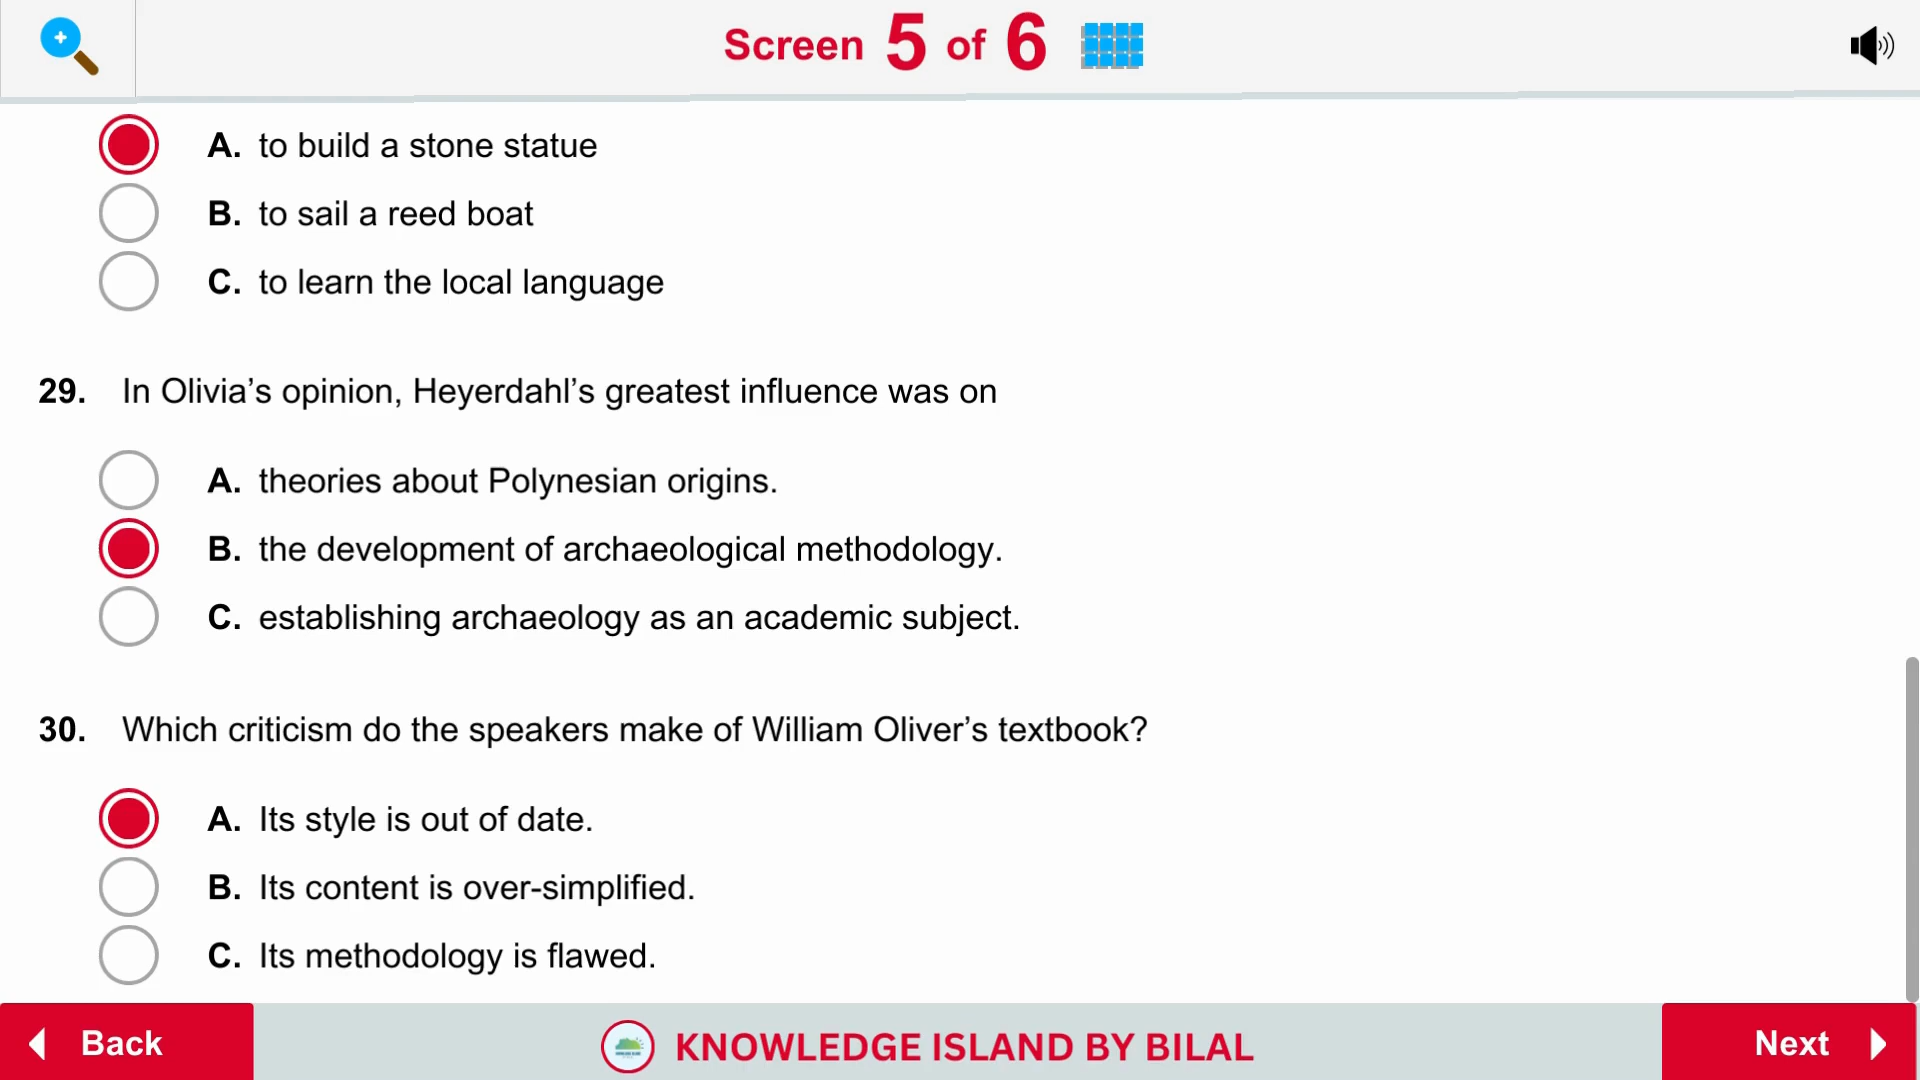 Screen 5 of 6
A. to build a stone statue
B. to sail a reed boat
C. to learn the local language
29. In Olivia’s opinion, Heyerdahl’s greatest influence was on
A. theories about Polynesian origins.
B. the development of archaeological methodology.
C. establishing archaeology as an academic subject.
30. Which criticism do the speakers make of William Oliver’s textbook?
A. Its style is out of date.
B. Its content is over-simplified.
C. Its methodology is flawed.
Back
KNOWLEDGE ISLAND BY BILAL
Next